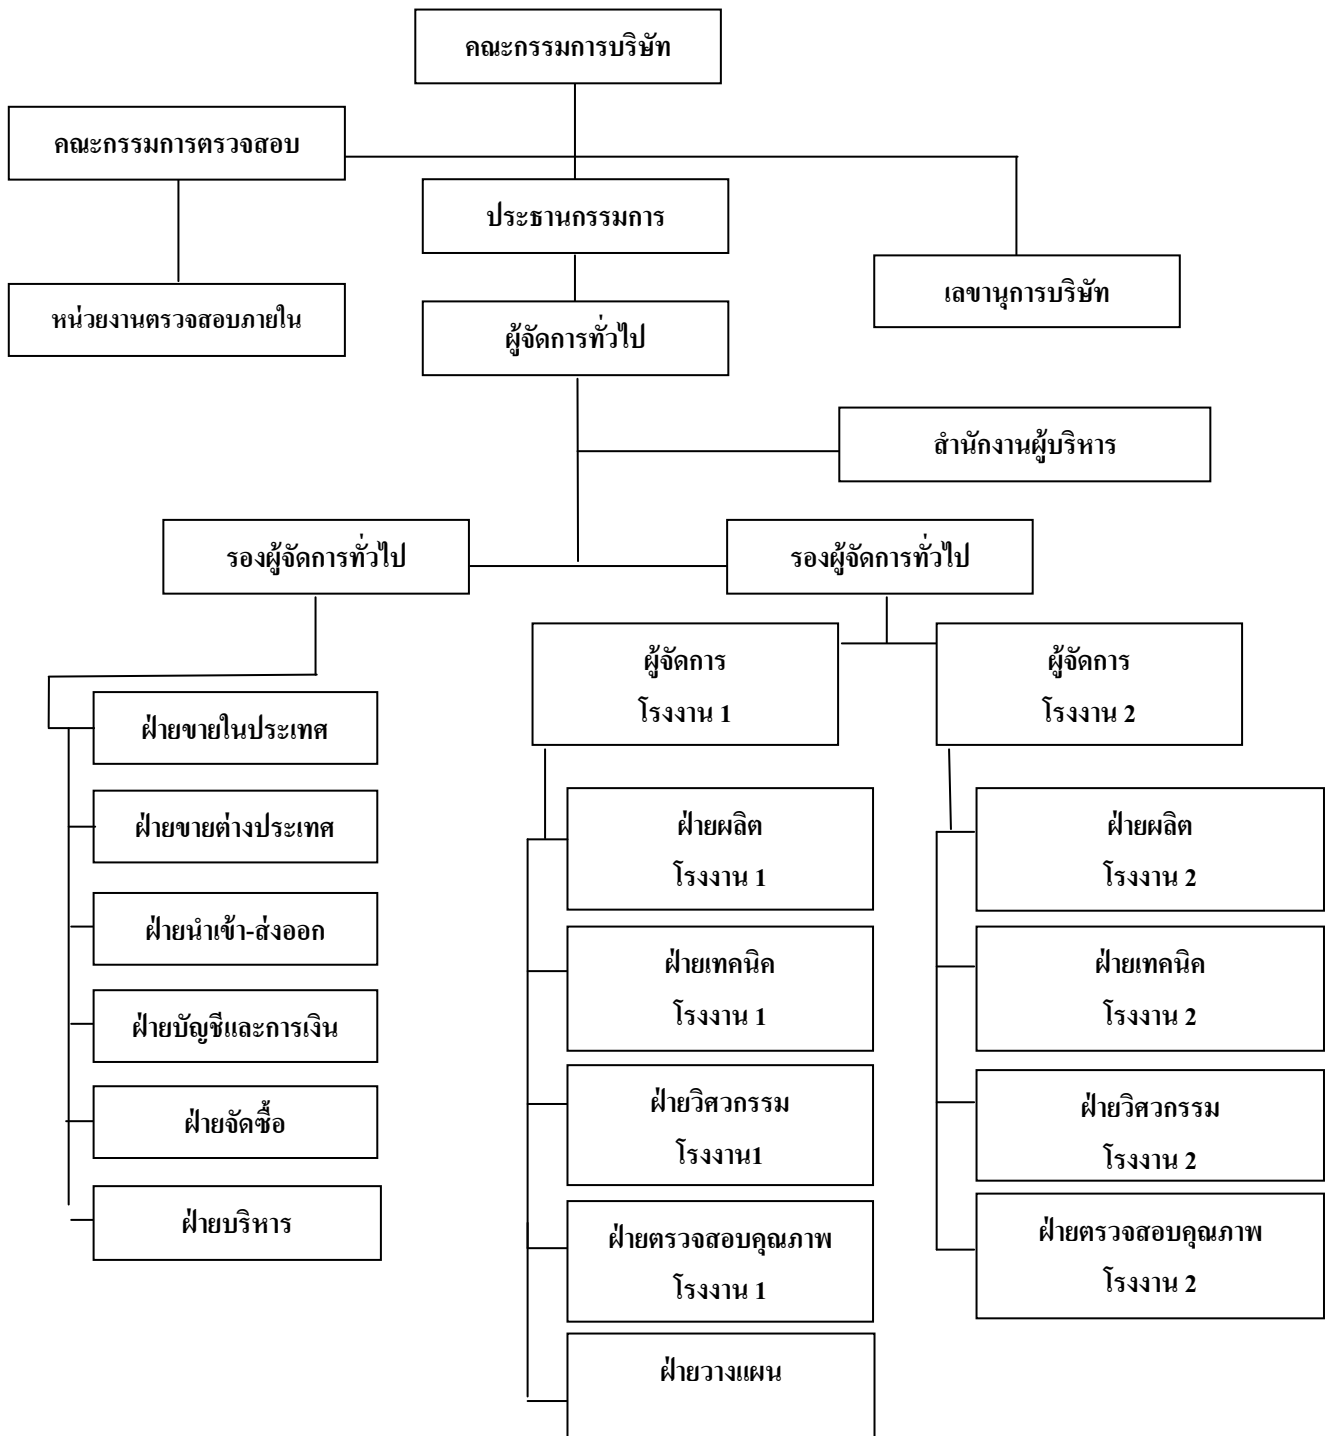 คณะกรรมการบริษัท
คณะกรรมการตรวจสอบ
ประธานกรรมการ
เลขานุการบริษัท
หน่วยงานตรวจสอบภายใน
ผู้จัดการทั่วไป
สำนักงานผู้บริหาร
รองผู้จัดการทั่วไป
รองผู้จัดการทั่วไป
ฝ่ายขายในประเทศ
ฝ่ายขายต่างประเทศ
ฝ่ายนำเข้า-ส่งออก
ฝ่ายบัญชีและการเงิน
ฝ่ายจัดซื้อ
ฝ่ายบริหาร
ผู้จัดการ
โรงงาน 1
ฝ่ายผลิต
โรงงาน 1
ฝ่ายเทคนิค
โรงงาน 1
ฝ่ายวิศวกรรม
โรงงาน1
ฝ่ายตรวจสอบคุณภาพ
โรงงาน 1
ฝ่ายวางแผน
ผู้จัดการ
โรงงาน 2
ฝ่ายผลิต
โรงงาน 2
ฝ่ายเทคนิค
โรงงาน 2
ฝ่ายวิศวกรรม
โรงงาน 2
ฝ่ายตรวจสอบคุณภาพ
โรงงาน 2